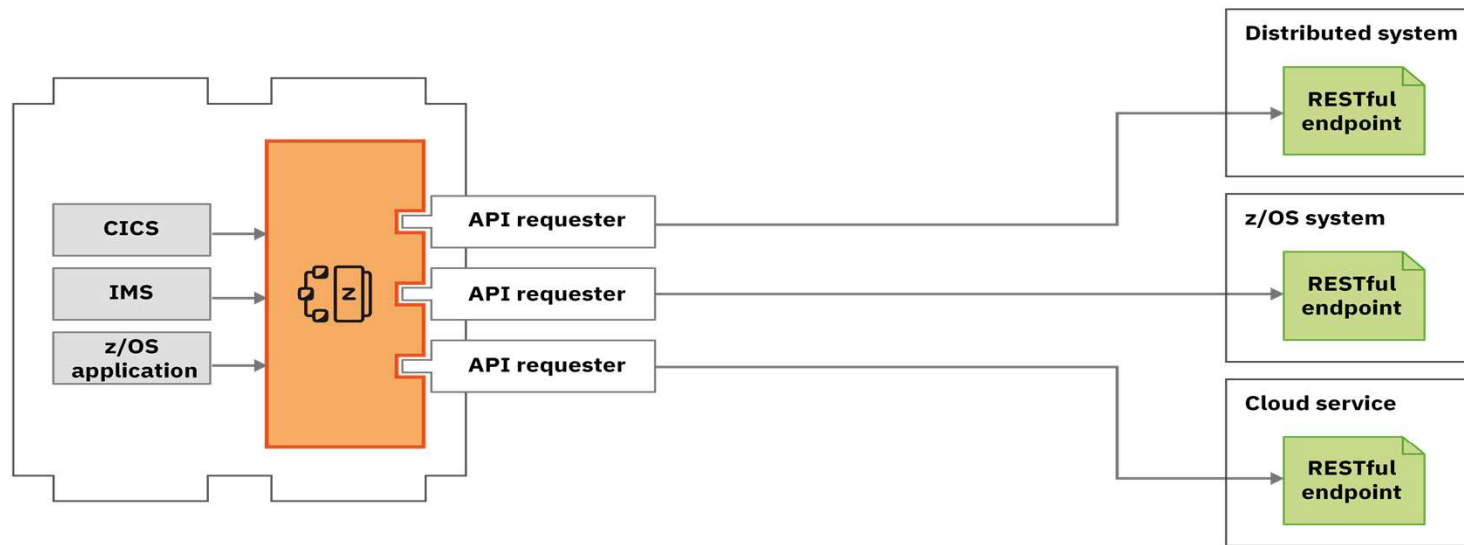 Distributed system
RESTful
endpoint
CICS
IMS
z/OS
application
Z
API requester
API requester
API requester
z/OS system
RESTful
endpoint
Cloud service
RESTful
endpoint